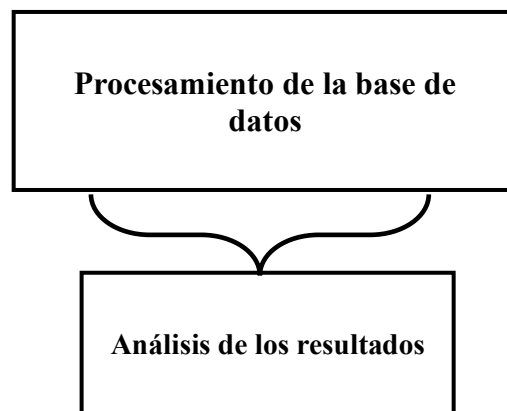 Procesamiento de la base de
datos
Análisis de los resultados